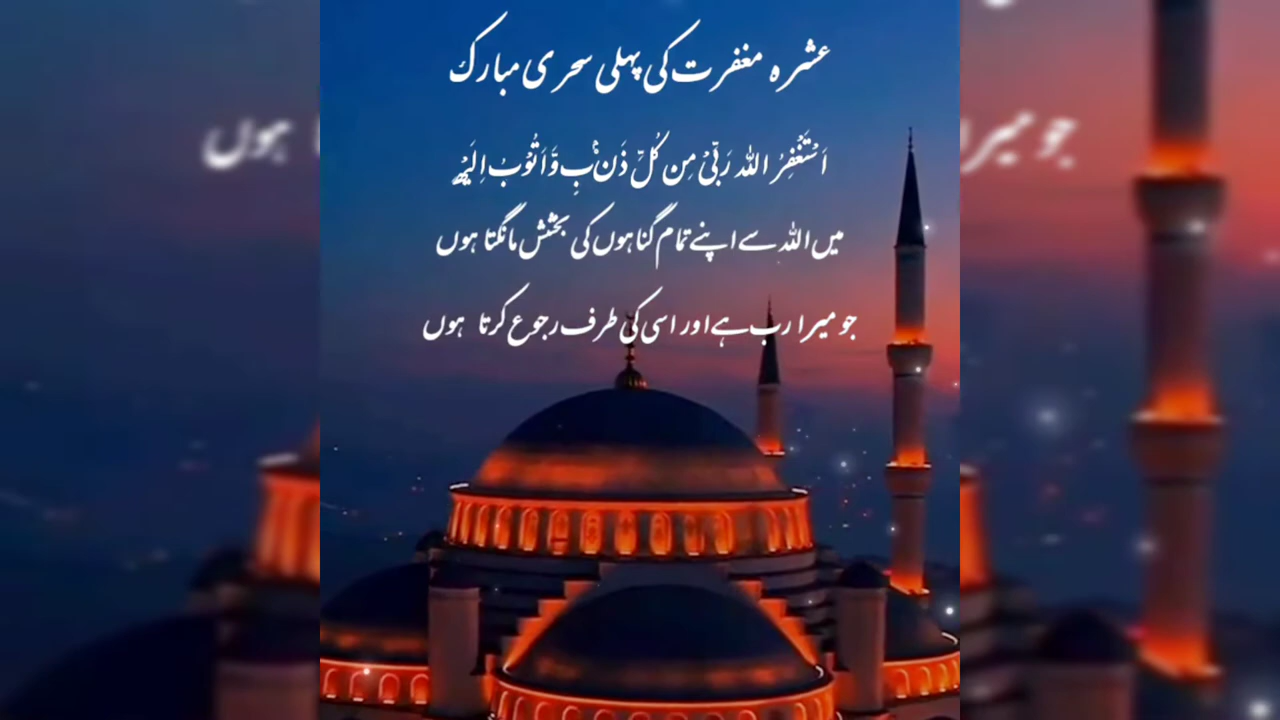 عشرہ مغفرت کی پہلی سحری مبارک
اَسْتَغْفِرُ اللہ رَبِّیْ مِن کُلِّ ذَنْۢبٍ وَّاَتُوْبُ اِلَیْهِ
میں اللہ سے اپنے تمام گناہوں کی بخشش مانگتا ہوں
جو میرا رب ہے اور اسی کی طرف رجوع کرتا ہوں